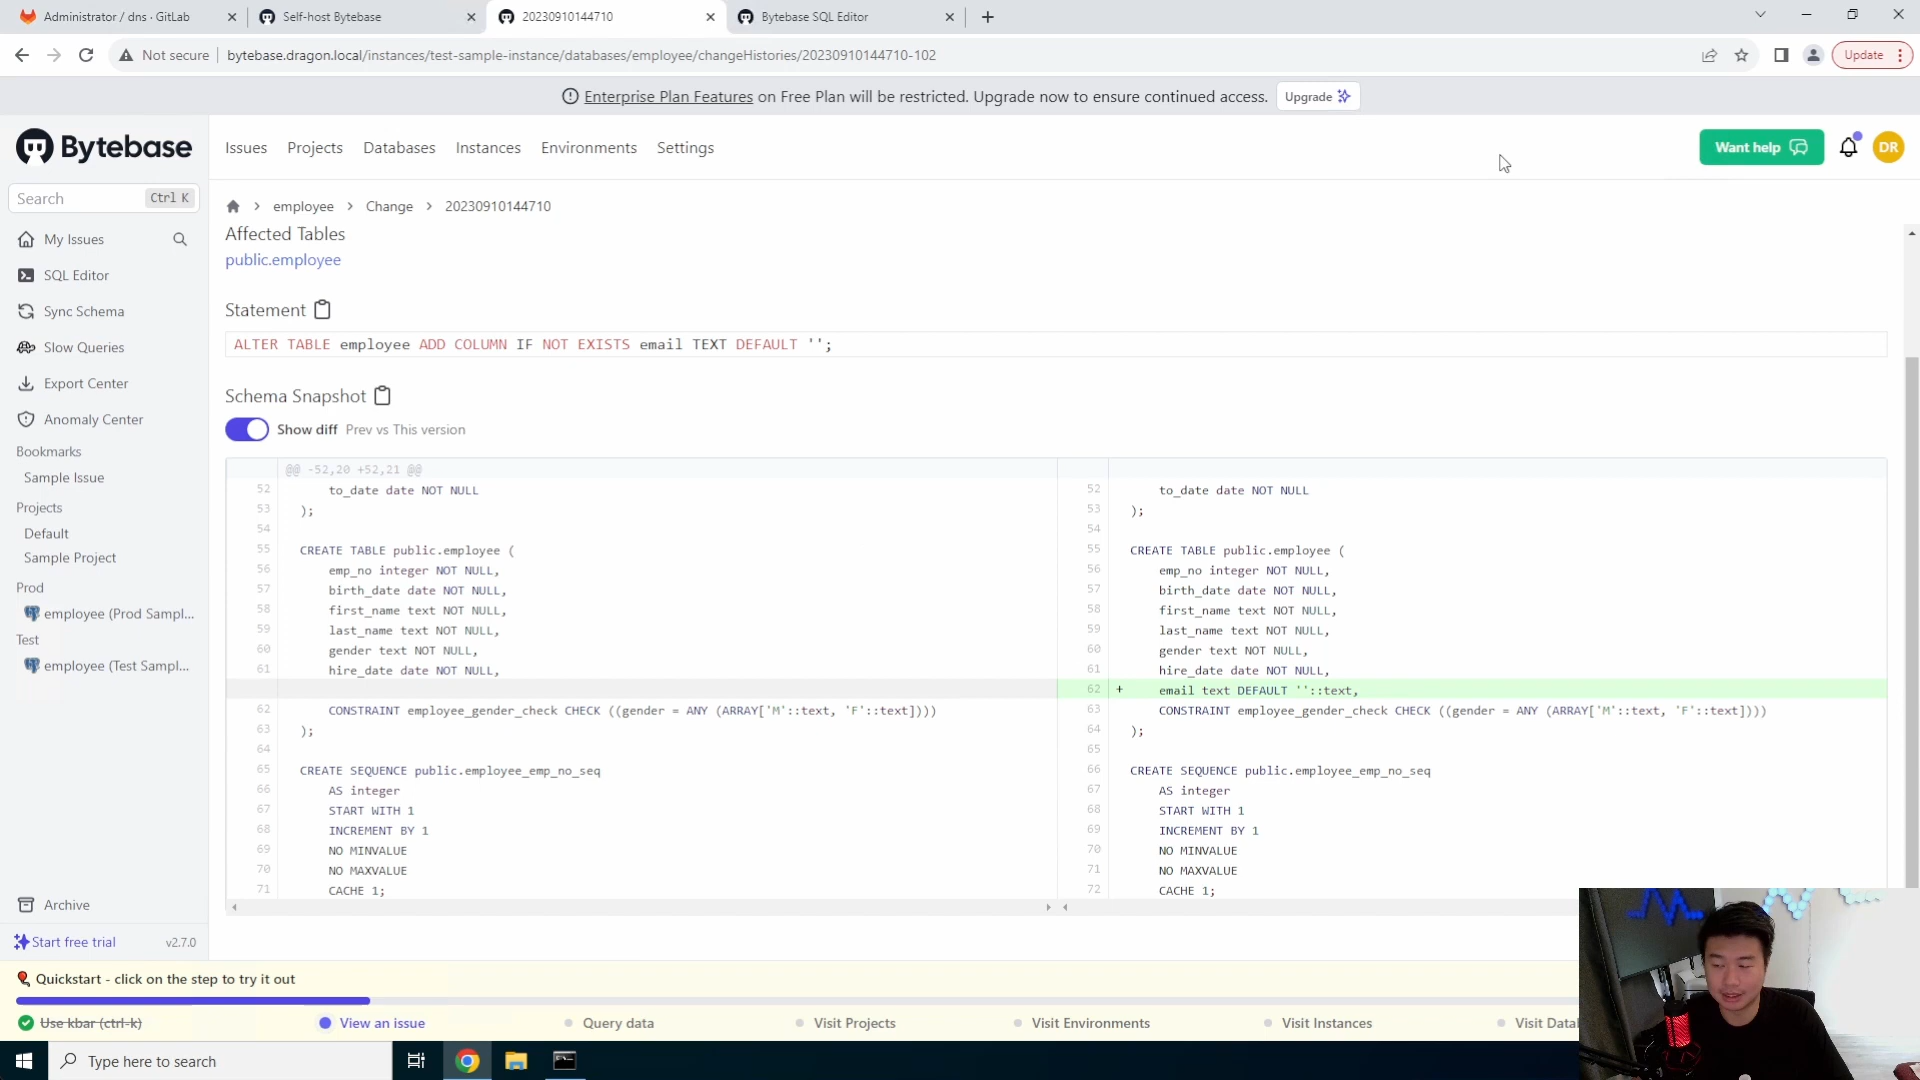 Administrator / dns · GitLab
Self-host Bytebase
20230910144710
Bytebase SQL Editor
Not secure
bytebase.dragon.local/instances/test-sample-instance/databases/employee/changeHistories/20230910144710-102
Update
Enterprise Plan Features on Free Plan will be restricted. Upgrade now to ensure continued access.
Upgrade
Bytebase
Issues
Projects
Databases
Instances
Environments
Settings
Want help
DR
Search
Ctrl K
My Issues
SQL Editor
Sync Schema
Slow Queries
Export Center
Anomaly Center
Bookmarks
Sample Issue
Projects
Default
Sample Project
Prod
employee (Prod Sampl...
Test
employee (Test Sampl...
Archive
Start free trial
v2.7.0
employee > Change > 20230910144710
Affected Tables
public.employee
Statement
ALTER TABLE employee ADD COLUMN IF NOT EXISTS email TEXT DEFAULT '';
Schema Snapshot
Show diff Prev vs This version
@@ -52,20 +52,21 @@
52 to_date date NOT NULL
53 );
54
55 CREATE TABLE public.employee (
56 emp_no integer NOT NULL,
57 birth_date date NOT NULL,
58 first_name text NOT NULL,
59 last_name text NOT NULL,
60 gender text NOT NULL,
61 hire_date date NOT NULL,
62 CONSTRAINT employee_gender_check CHECK ((gender = ANY (ARRAY['M'::text, 'F'::text])))
63 );
64
65 CREATE SEQUENCE public.employee_emp_no_seq
66 AS integer
67 START WITH 1
68 INCREMENT BY 1
69 NO MINVALUE
70 NO MAXVALUE
71 CACHE 1;
52 to_date date NOT NULL
53 );
54
55 CREATE TABLE public.employee (
56 emp_no integer NOT NULL,
57 birth_date date NOT NULL,
58 first_name text NOT NULL,
59 last_name text NOT NULL,
60 gender text NOT NULL,
61 hire_date date NOT NULL,
62 + email text DEFAULT ''::text,
63 CONSTRAINT employee_gender_check CHECK ((gender = ANY (ARRAY['M'::text, 'F'::text])))
64 );
65
66 CREATE SEQUENCE public.employee_emp_no_seq
67 AS integer
68 START WITH 1
69 INCREMENT BY 1
70 NO MINVALUE
71 NO MAXVALUE
72 CACHE 1;
Quickstart - click on the step to try it out
Use kbar (ctrl-k)
View an issue
Query data
Visit Projects
Visit Environments
Visit Instances
Visit Datal
Type here to search